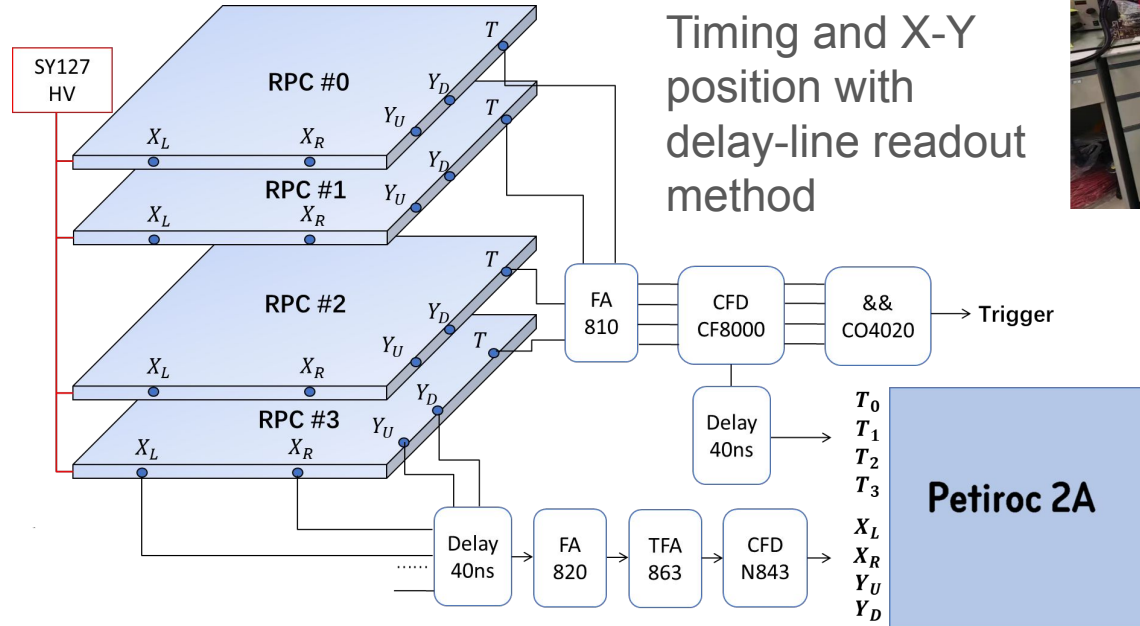 Timing and X-Y
position with
delay-line readout
method
SY127
HV
RPC #0
T
Y_D
Y_U
X_L
X_R
RPC #1
T
Y_D
Y_U
X_L
X_R
RPC #2
T
Y_D
Y_U
X_L
X_R
RPC #3
T
Y_D
Y_U
X_L
X_R
FA
810
CFD
CF8000
&&
CO4020
Trigger
Delay
40ns
T_0
T_1
T_2
T_3
Petiroc 2A
X_L
X_R
Y_U
Y_D
......
Delay
40ns
FA
820
TFA
863
CFD
N843